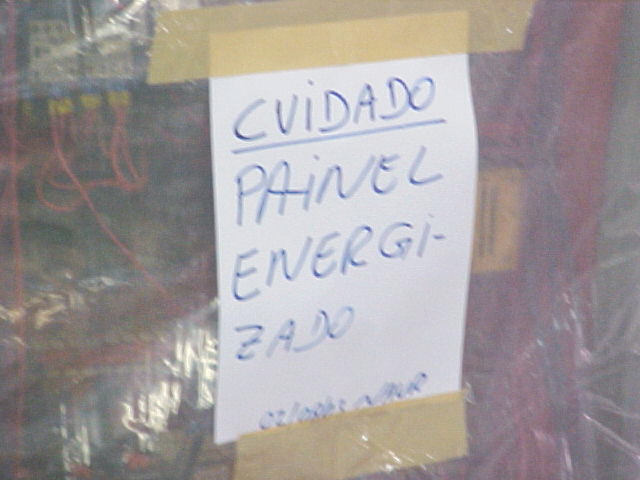 CUiDADO
PAiNEL
ENERGi-
ZADO